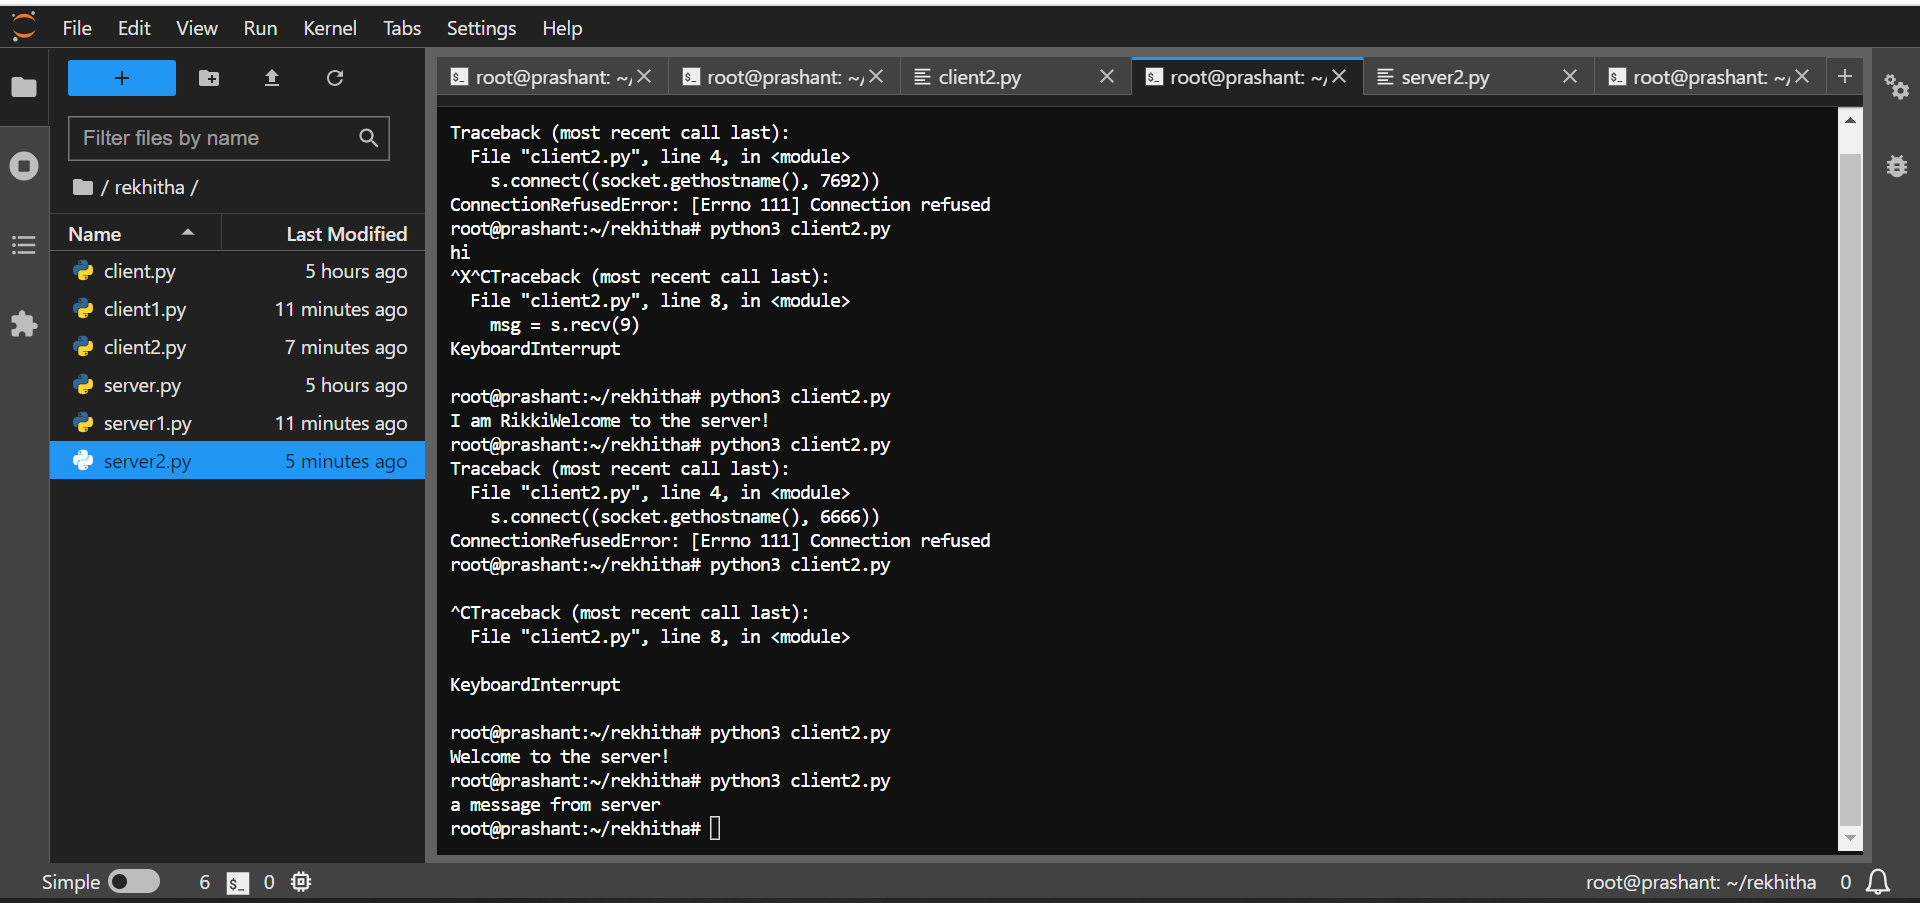 File Edit View Run Kernel Tabs Settings Help
+
Filter files by name
/ rekhitha /
Name Last Modified
client.py 5 hours ago
client1.py 11 minutes ago
client2.py 7 minutes ago
server.py 5 hours ago
server1.py 11 minutes ago
server2.py 5 minutes ago
$_ root@prashant: ~/ $_ root@prashant: ~/ client2.py $_ root@prashant: ~/ server2.py $_ root@prashant: ~/ +
Traceback (most recent call last):
File "client2.py", line 4, in <module>
s.connect((socket.gethostname(), 7692))
ConnectionRefusedError: [Errno 111] Connection refused
root@prashant:~/rekhitha# python3 client2.py
hi
^X^CTraceback (most recent call last):
File "client2.py", line 8, in <module>
msg = s.recv(9)
KeyboardInterrupt
root@prashant:~/rekhitha# python3 client2.py
I am RikkiWelcome to the server!
root@prashant:~/rekhitha# python3 client2.py
Traceback (most recent call last):
File "client2.py", line 4, in <module>
s.connect((socket.gethostname(), 6666))
ConnectionRefusedError: [Errno 111] Connection refused
root@prashant:~/rekhitha# python3 client2.py
^CTraceback (most recent call last):
File "client2.py", line 8, in <module>
KeyboardInterrupt
root@prashant:~/rekhitha# python3 client2.py
Welcome to the server!
root@prashant:~/rekhitha# python3 client2.py
a message from server
root@prashant:~/rekhitha#
Simple 6 $_ 0 root@prashant: ~/rekhitha 0